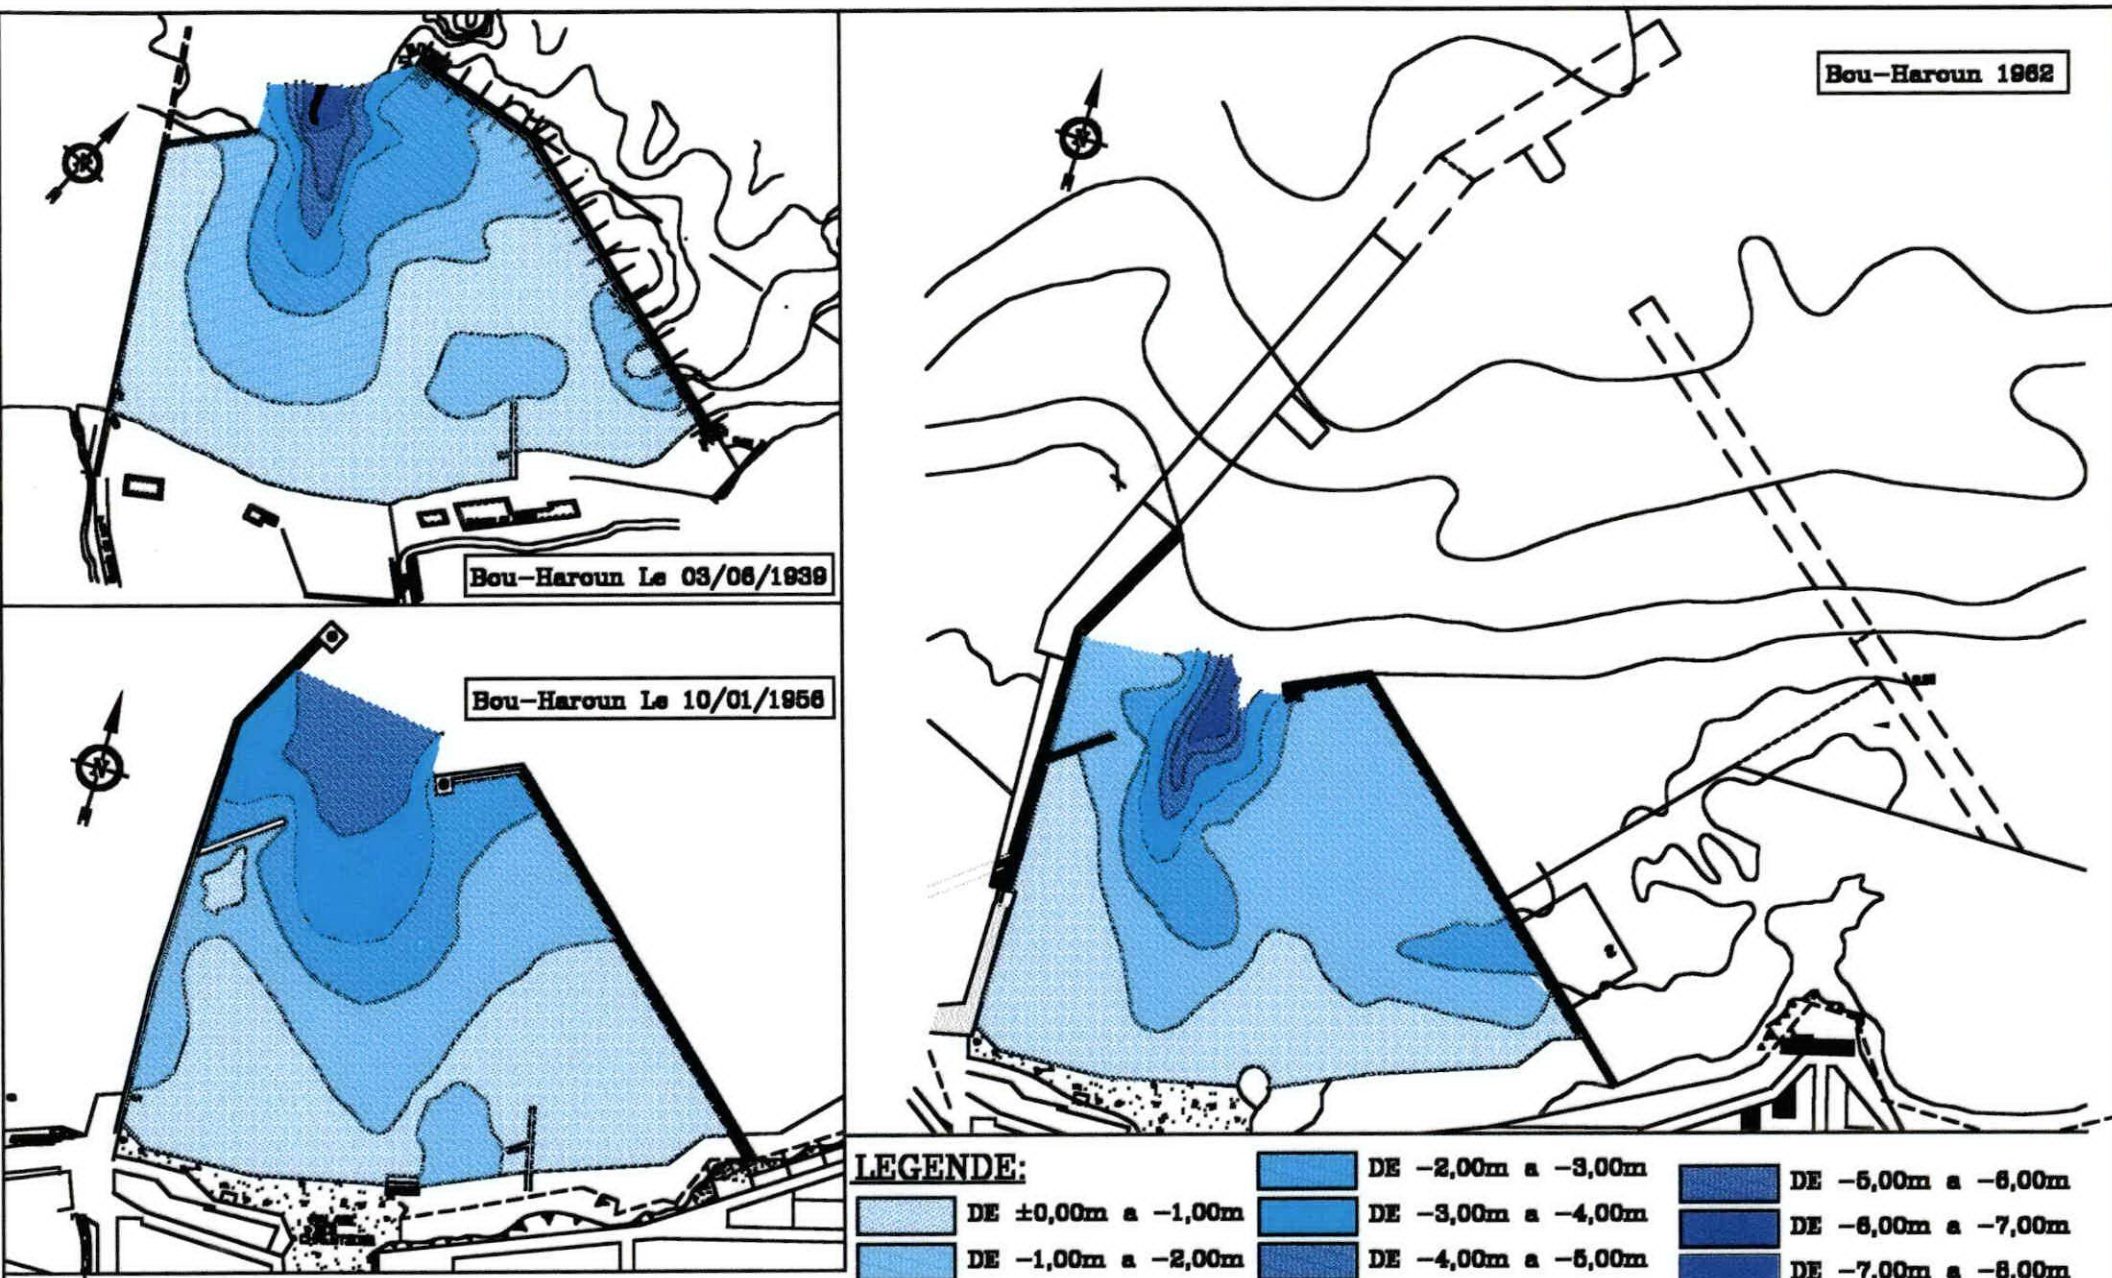 Bou-Haroun Le 03/06/1939
Bou-Haroun Le 10/01/1956
Bou-Haroun 1962
LEGENDE:
DE ±0,00m a -1,00m
DE -1,00m a -2,00m
DE -2,00m a -3,00m
DE -3,00m a -4,00m
DE -4,00m a -5,00m
DE -5,00m a -6,00m
DE -6,00m a -7,00m
DE -7,00m a -8,00m